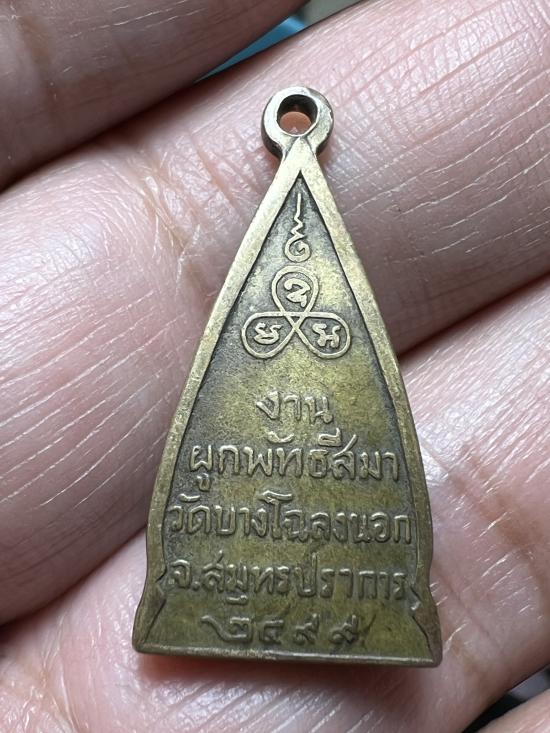 งาน
ผูกพัทธสีมา
วัดบางโฉลงนอก
จ.สมุทรปราการ
๒๔๙๙